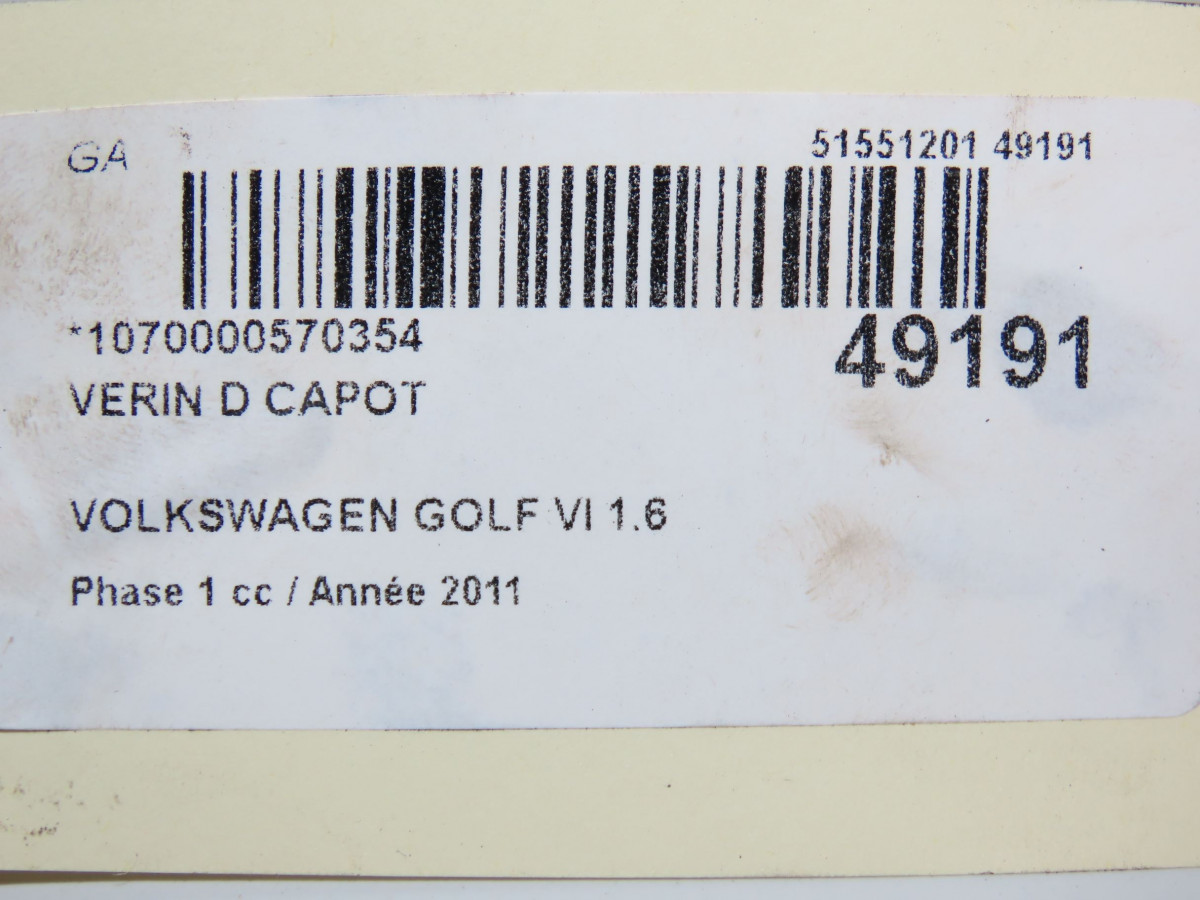 GA 51551201 49191
*1070000570354 49191
VERIN D CAPOT
VOLKSWAGEN GOLF VI 1.6
Phase 1 cc / Année 2011